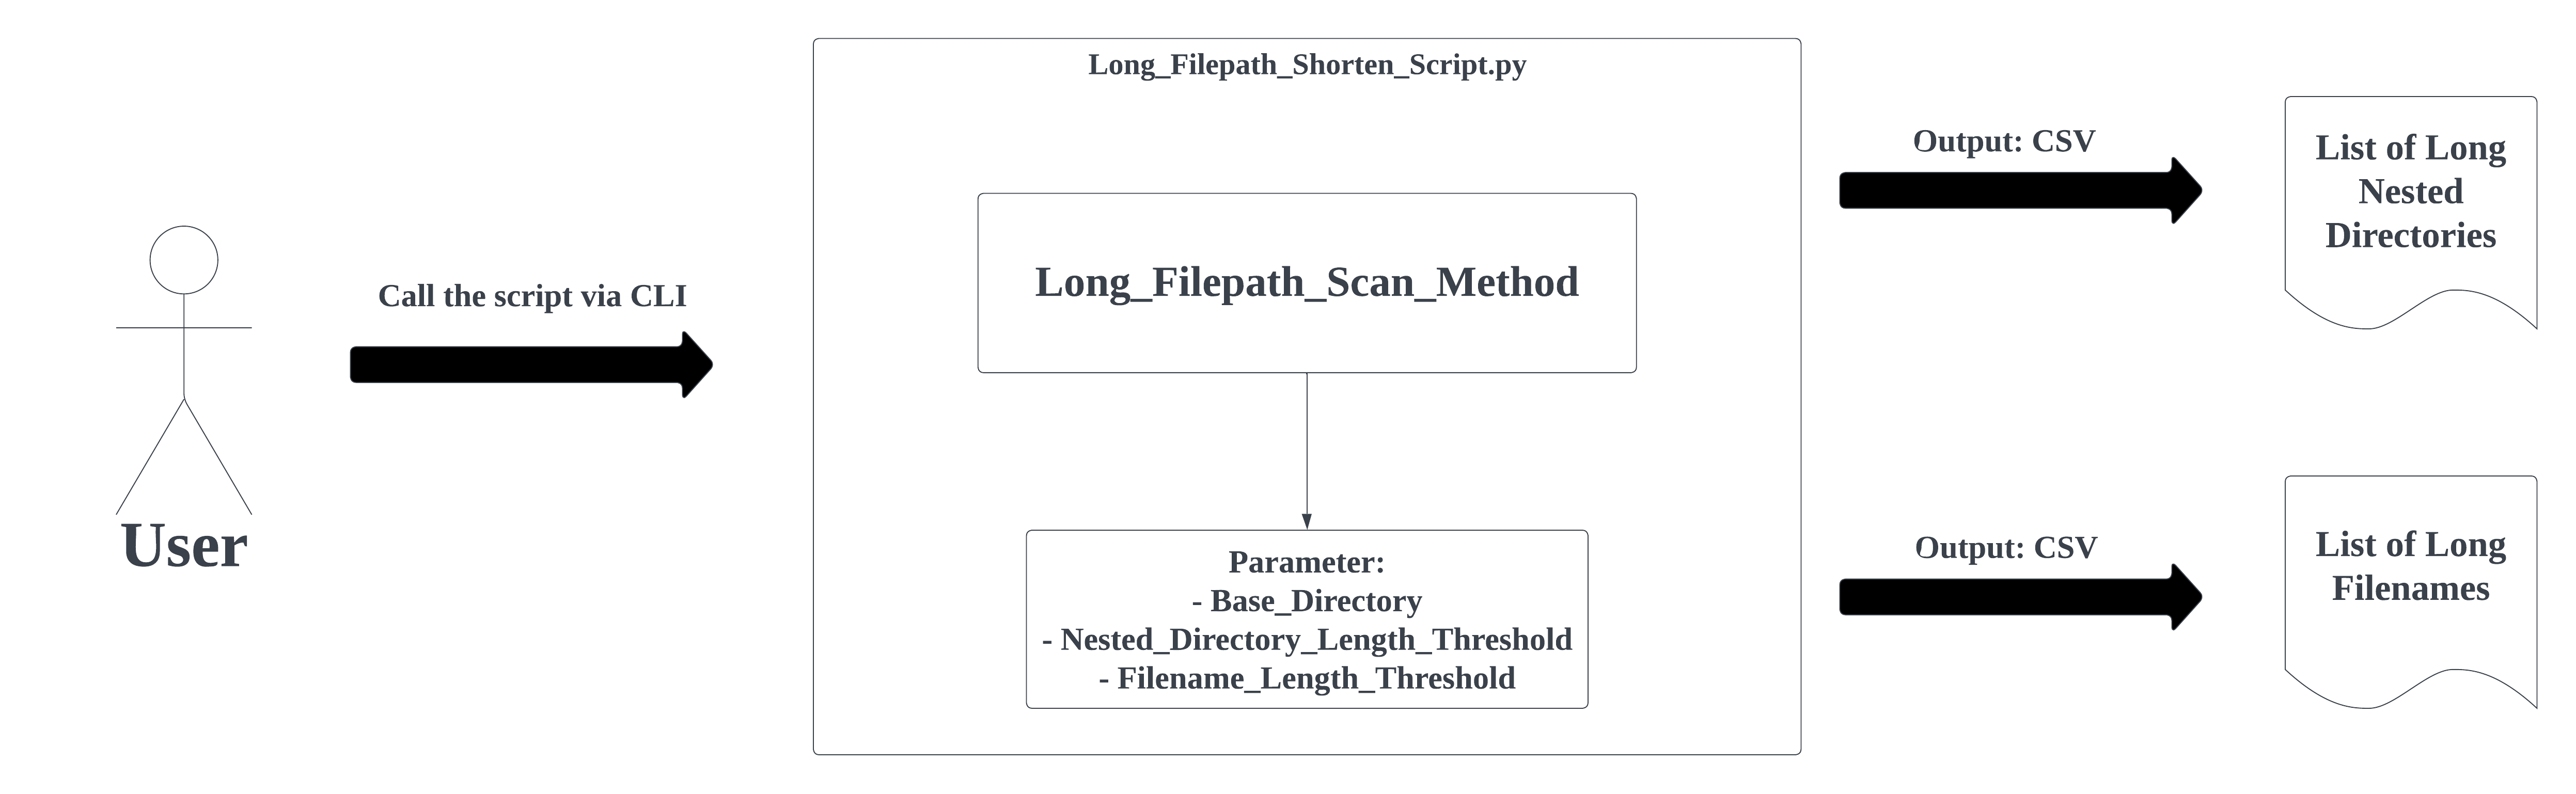 Long_Filepath_Shorten_Script.py
Call the script via CLI
User
Long_Filepath_Scan_Method
Parameter:
- Base_Directory
- Nested_Directory_Length_Threshold
- Filename_Length_Threshold
Output: CSV
List of Long
Nested
Directories
Output: CSV
List of Long
Filenames